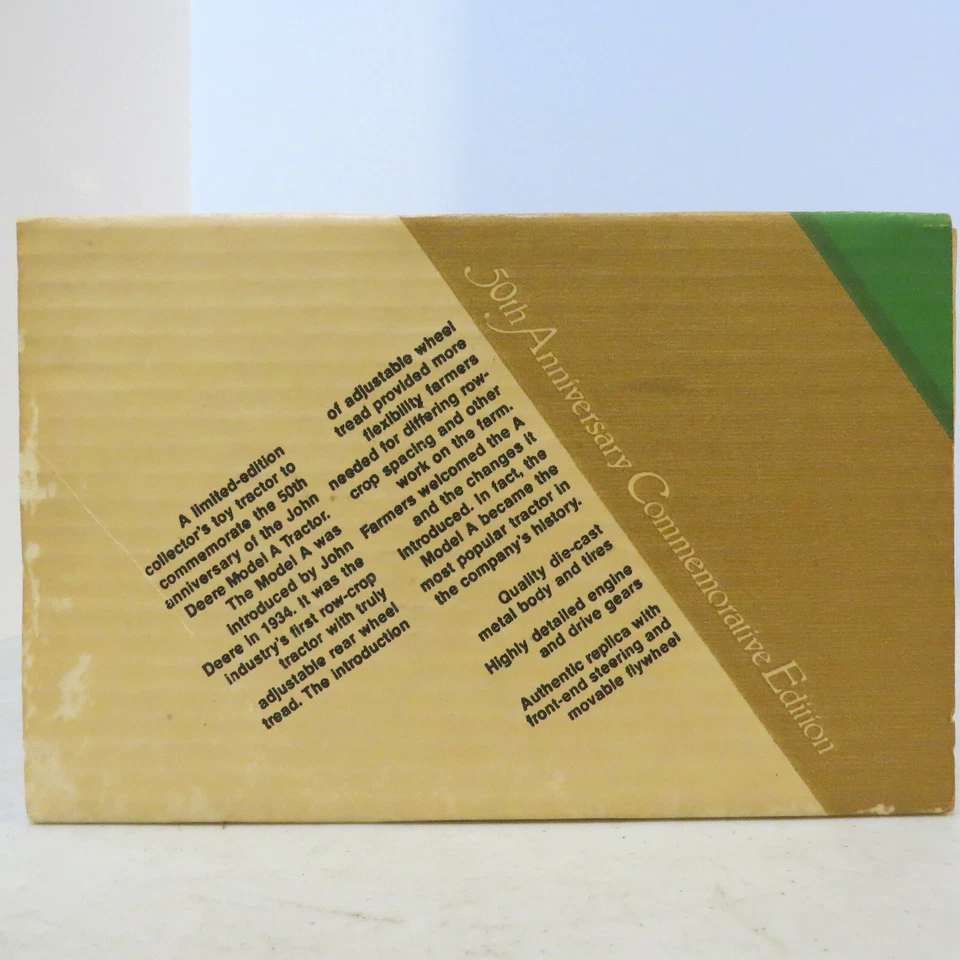 A limited-edition
collector's toy tractor to
commemorate the 50th
anniversary of the John
Deere Model A Tractor.
The Model A was
introduced by John
Deere in 1934. It was the
industry's first row-crop
tractor with truly
adjustable rear wheel
tread. The introduction
of adjustable wheel
tread provided more
flexibility farmers
needed for differing row-
crop spacing and other
work on the farm.
Farmers welcomed the A
and the changes it
introduced. In fact, the
Model A became the
most popular tractor in
the company's history.
Quality die-cast
metal body and tires
Highly detailed engine
and drive gears
Authentic replica with
front-end steering and
movable flywheel
50th Anniversary Commemorative Edition